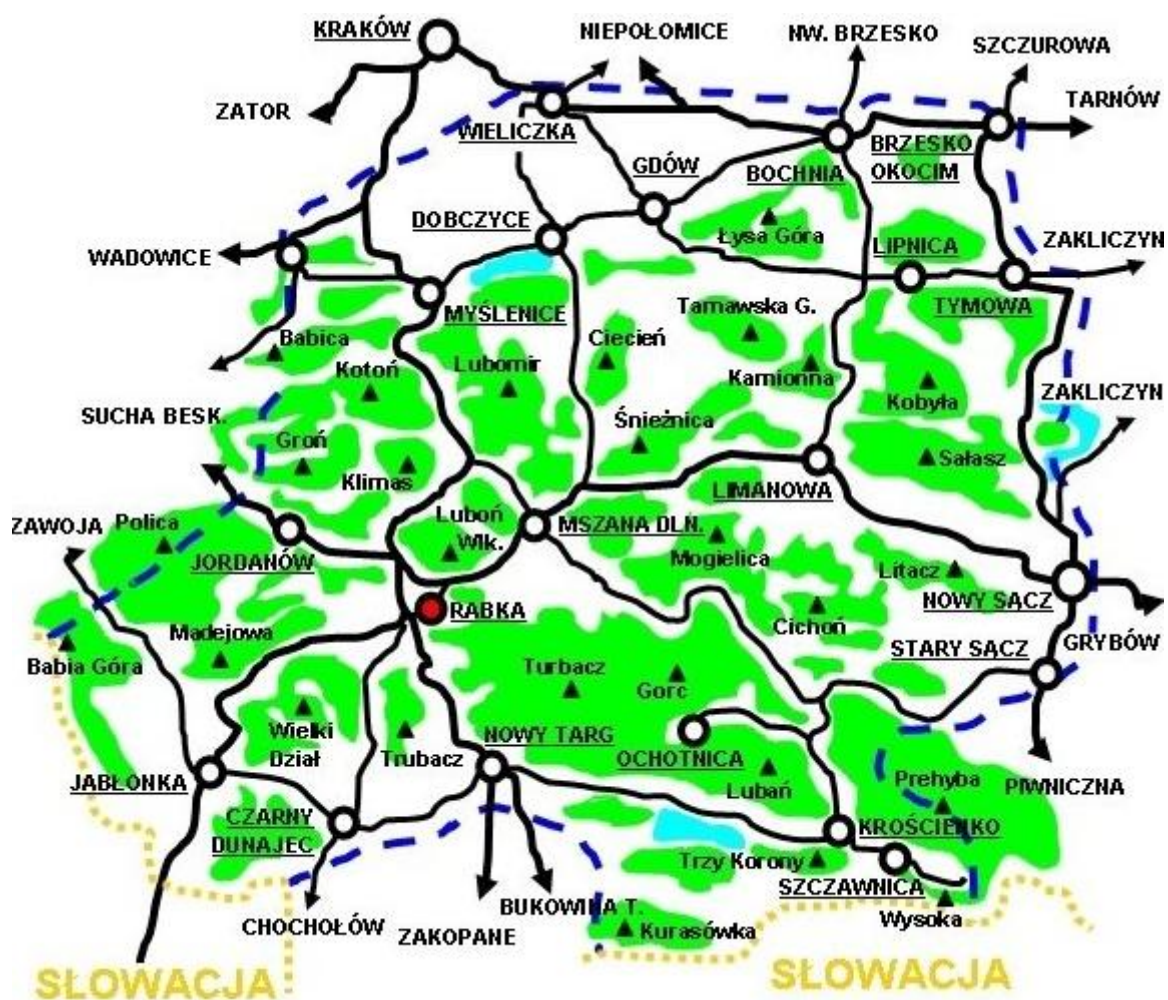 KRAKÓW
NIEPOŁOMICE
NW. BRZESKO
SZCZUROWA
ZATOR
TARNÓW
WIELICZKA
BRZESKO
OKOCIM
GDÓW
BOCHNIA
DOBCZYCE
Łysa Góra
LIPNICA
ZAKLICZYN
WADOWICE
MYŚLENICE
Tarnawska G.
TYMOWA
Babica
Ciecień
Lubomir
Kotoń
Kamionna
ZAKLICZYN
Kobyła
SUCHA BESK.
Śnieżnica
Groń
Sałasz
Klimas
LIMANOWA
Luboń
Wlk.
ZAWOJA
Polica
MSZANA DLN.
JORDANÓW
Mogielica
Litacz
NOWY SĄCZ
RABKA
Cichoń
Madejowa
STARY SĄCZ
GRYBÓW
Babia Góra
Turbacz
Gorc
Wielki
Dział
Trubacz
NOWY TARG
OCHOTNICA
JABŁONKA
Lubań
Prehyba
PIWNICZNA
CZARNY
DUNAJEC
KROŚCIENKO
Trzy Korony
SZCZAWNICA
CHOCHOŁÓW
BUKOWINA T.
Wysoka
ZAKOPANE
Kurasówka
SŁOWACJA
SŁOWACJA